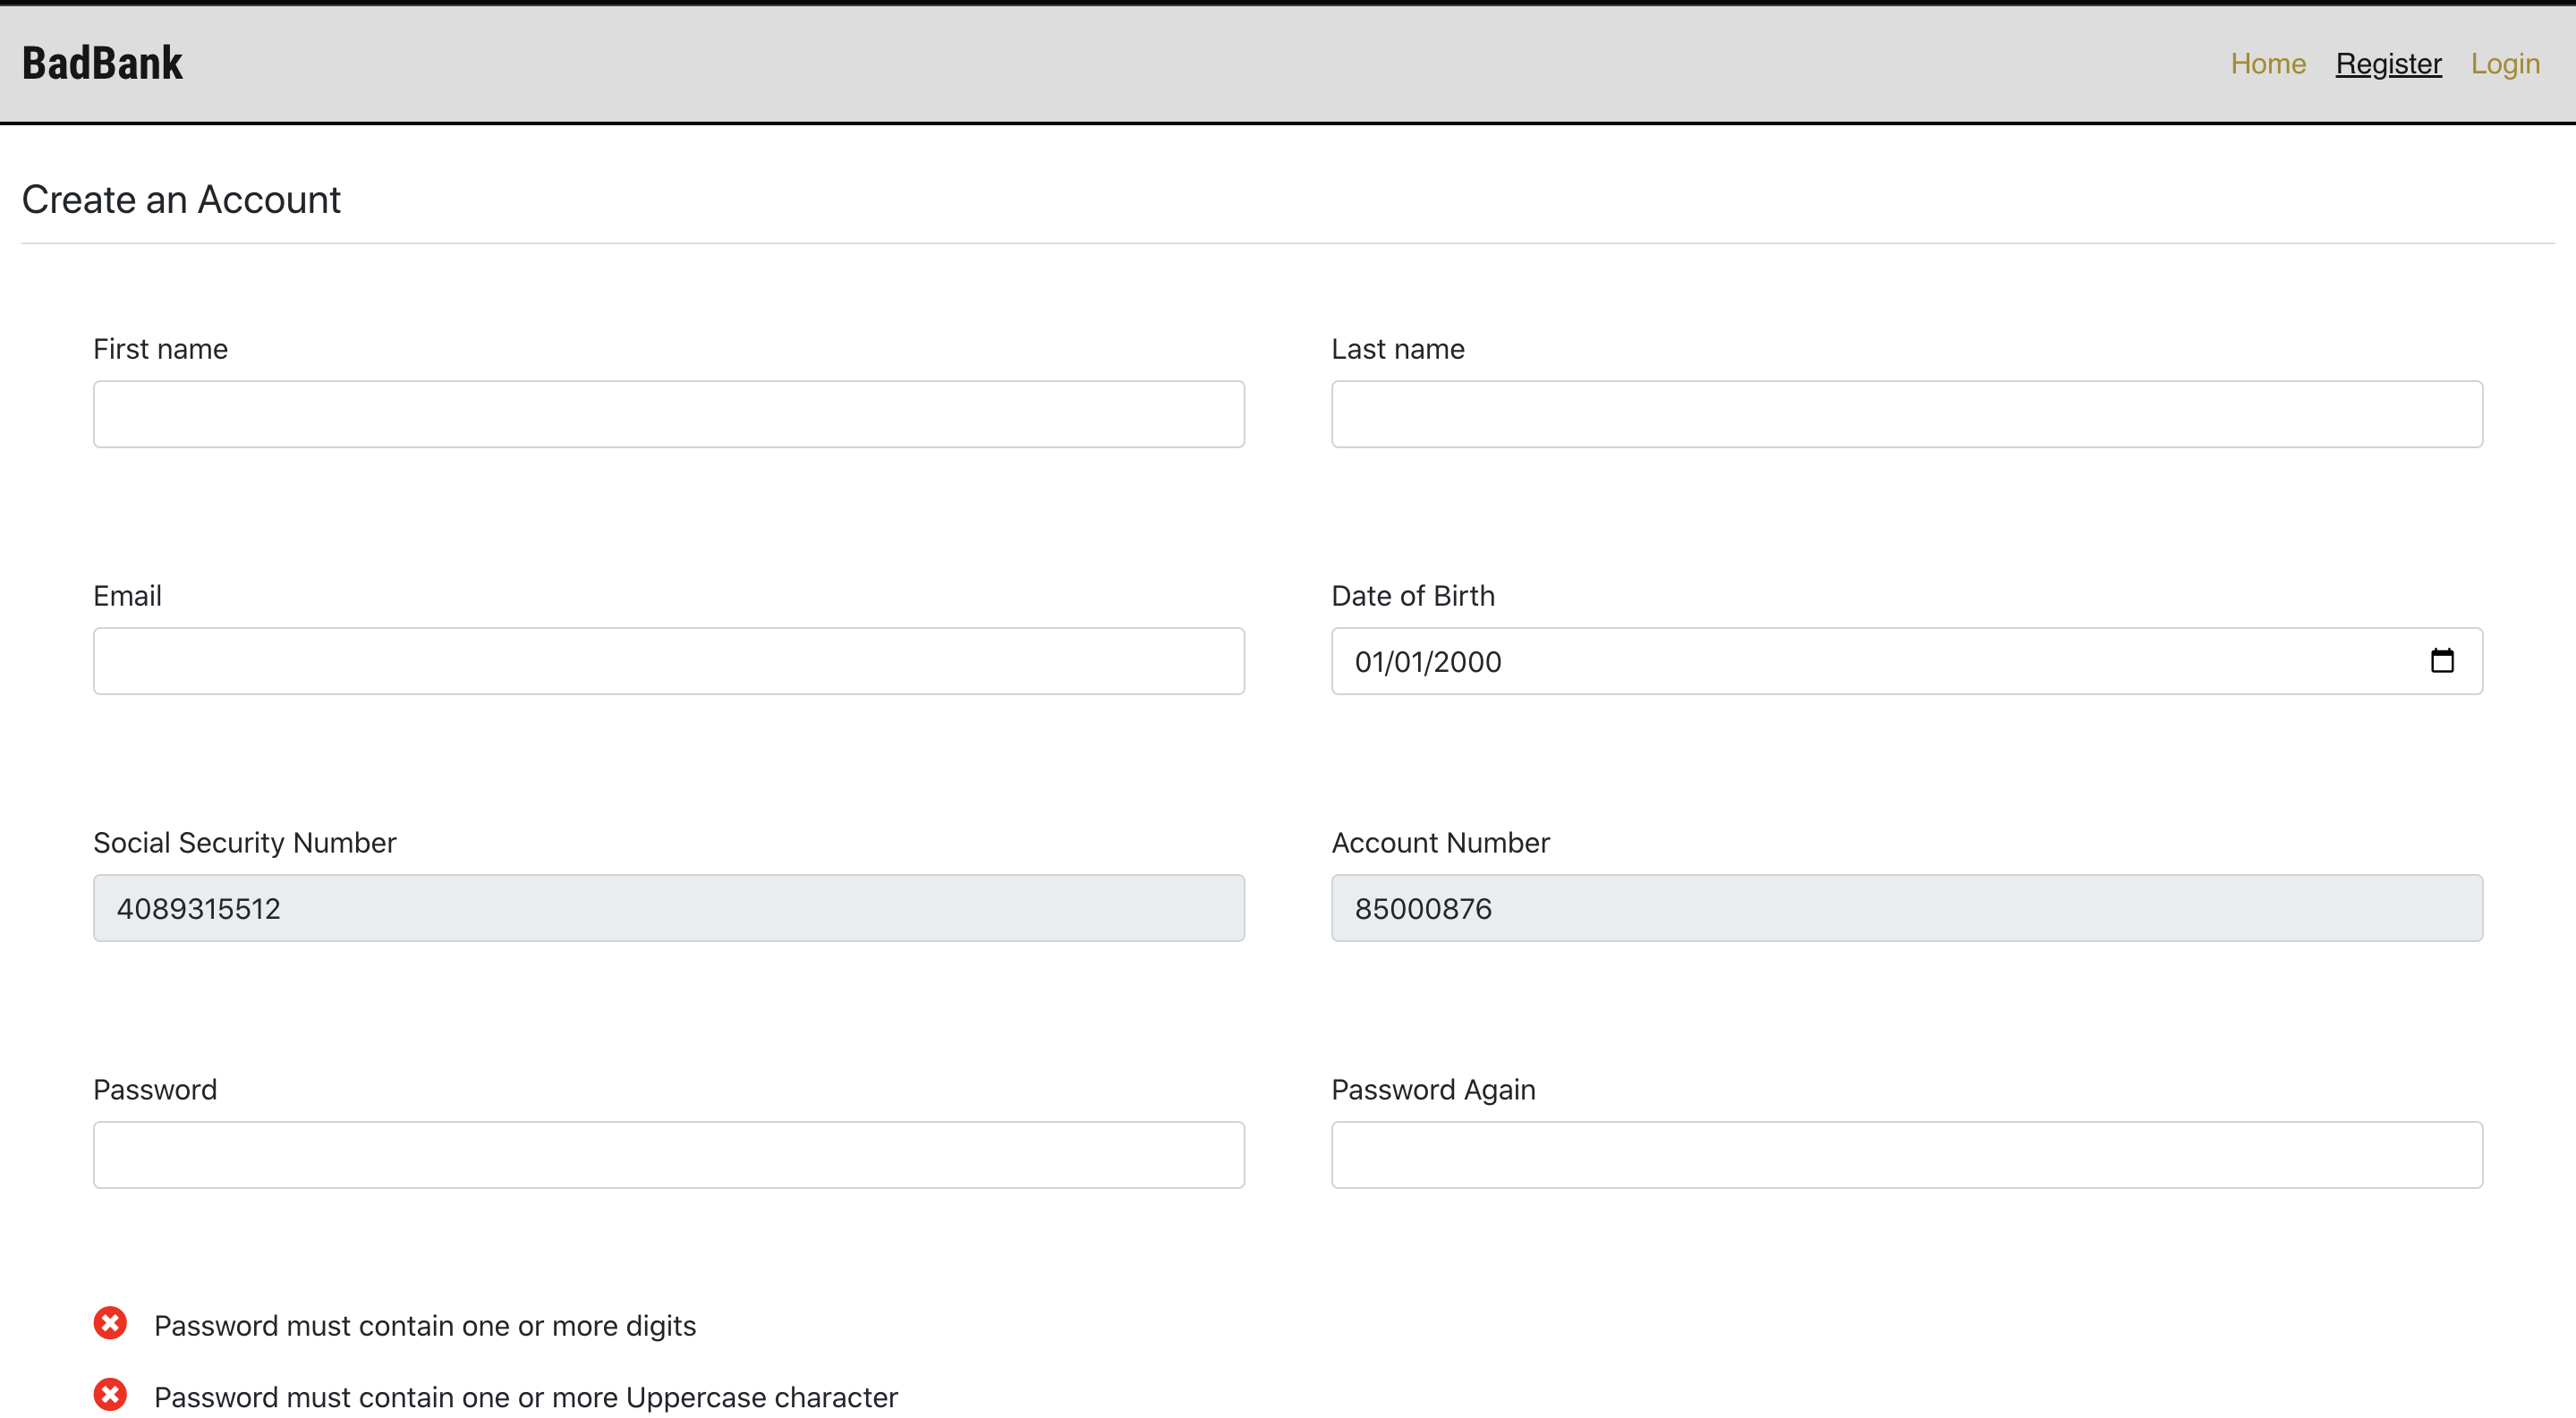 BadBank
Home Register Login
Create an Account
First name Last name
Email Date of Birth
01/01/2000
Social Security Number Account Number
4089315512 85000876
Password Password Again
Password must contain one or more digits
Password must contain one or more Uppercase character